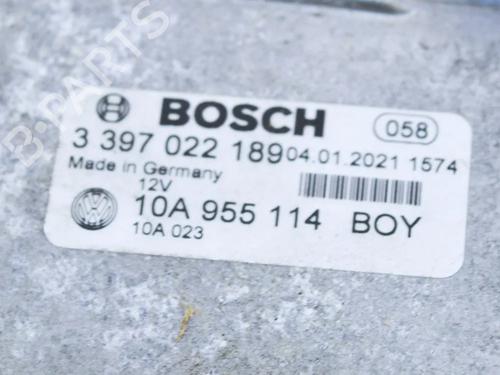 BOSCH 058
3 397 022 189 04.01.2021 1574
Made in Germany
12V
10A 955 114 BOY
10A 023
B-PARTS